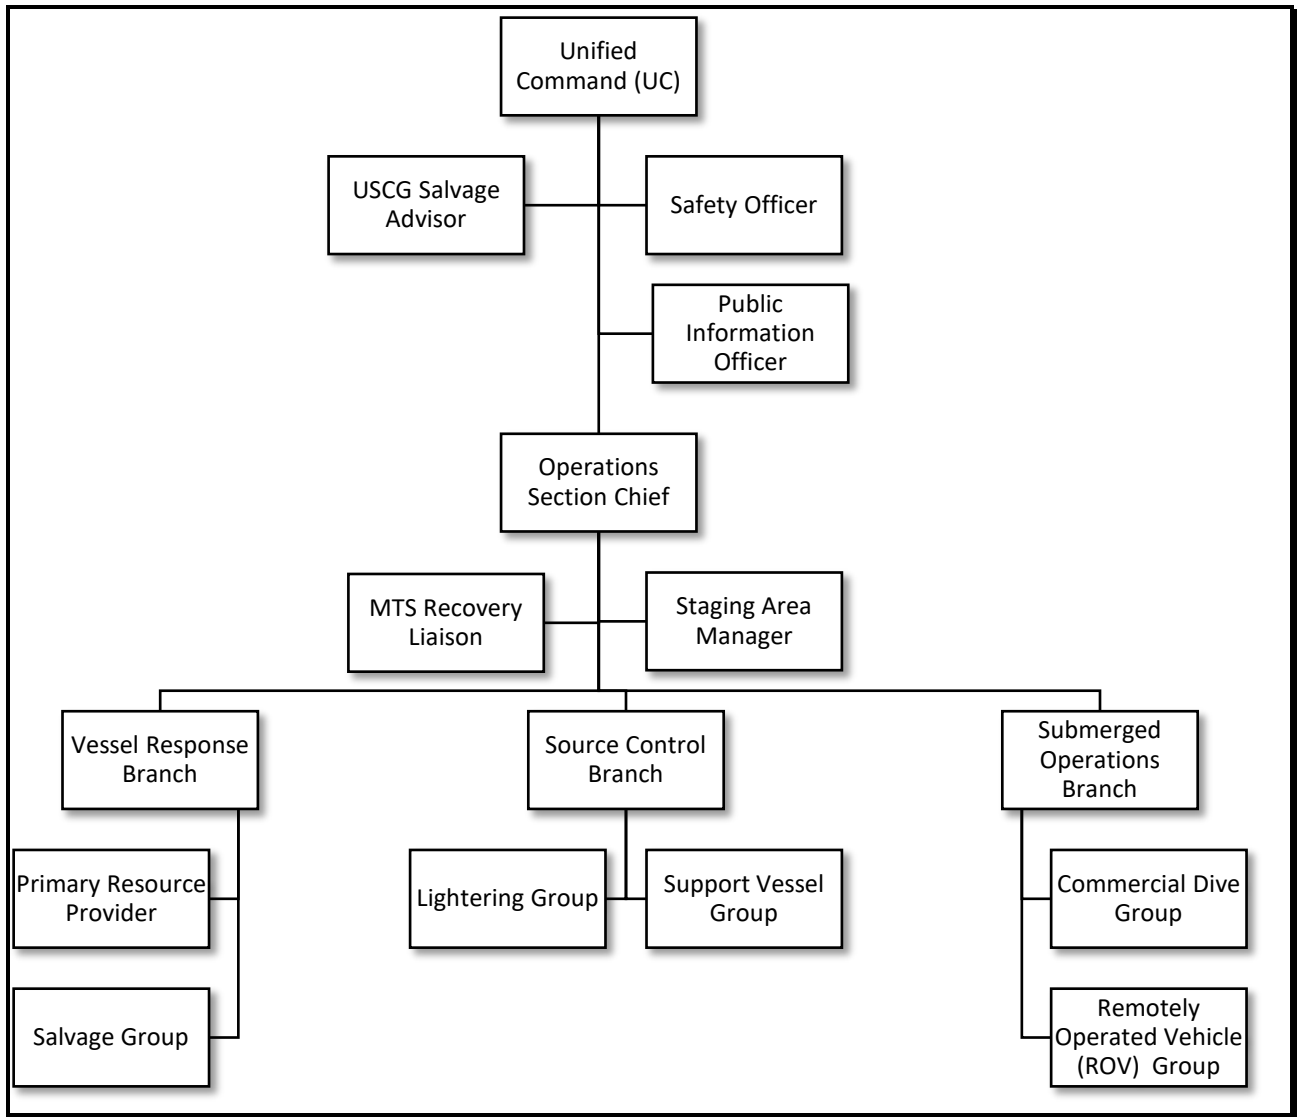 Unified
Command (UC)
USCG Salvage
Advisor
Safety Officer
Public
Information
Officer
Operations
Section Chief
MTS Recovery
Liaison
Staging Area
Manager
Vessel Response
Branch
Source Control
Branch
Submerged
Operations
Branch
Primary Resource
Provider
Lightering Group
Support Vessel
Group
Commercial Dive
Group
Salvage Group
Remotely
Operated Vehicle
(ROV)  Group